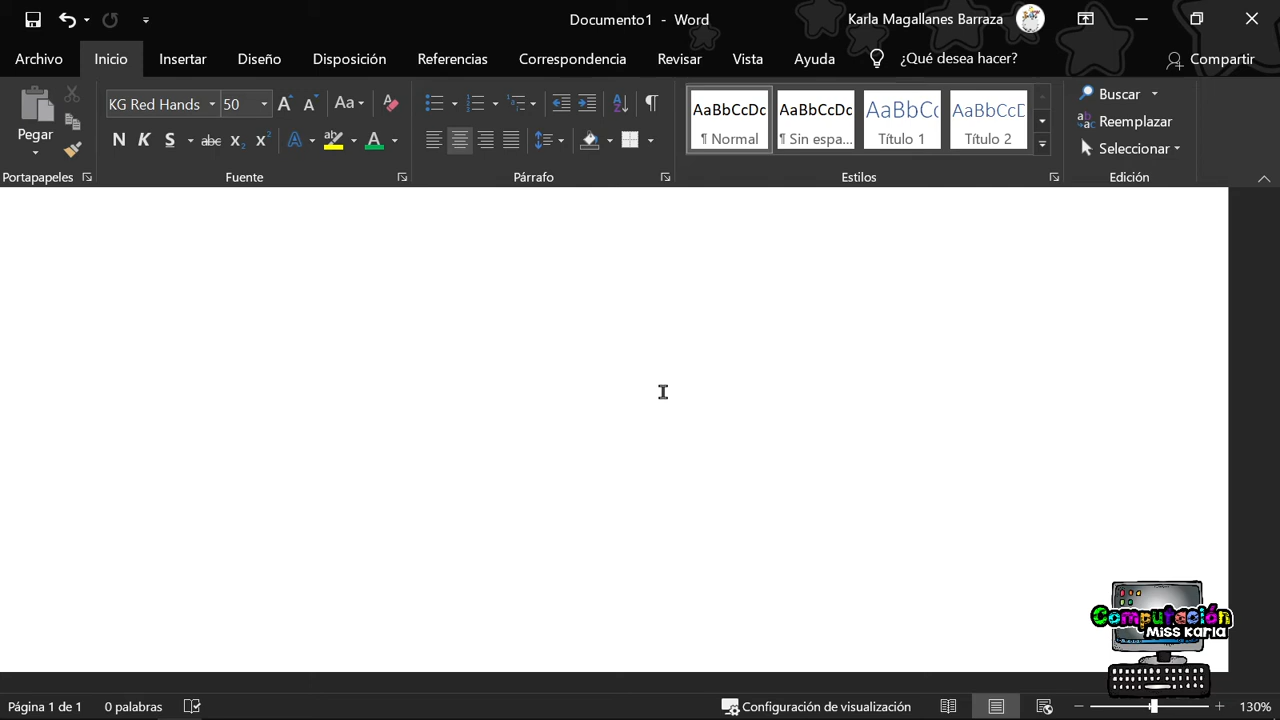 Documento1 - Word
Karla Magallanes Barraza
Archivo Inicio Insertar Diseño Disposición Referencias Correspondencia Revisar Vista Ayuda ¿Qué desea hacer? Compartir
Pegar
KG Red Hands 50 Aa
N K S abc x₂ x² A ab A
AaBbCcDc AaBbCcDc AaBbCc AaBbCcD
¶ Normal ¶ Sin espa... Título 1 Título 2
Buscar
Reemplazar
Seleccionar
Portapapeles Fuente Párrafo Estilos Edición
Computación
Miss Karla
Página 1 de 1 0 palabras Configuración de visualización 130%